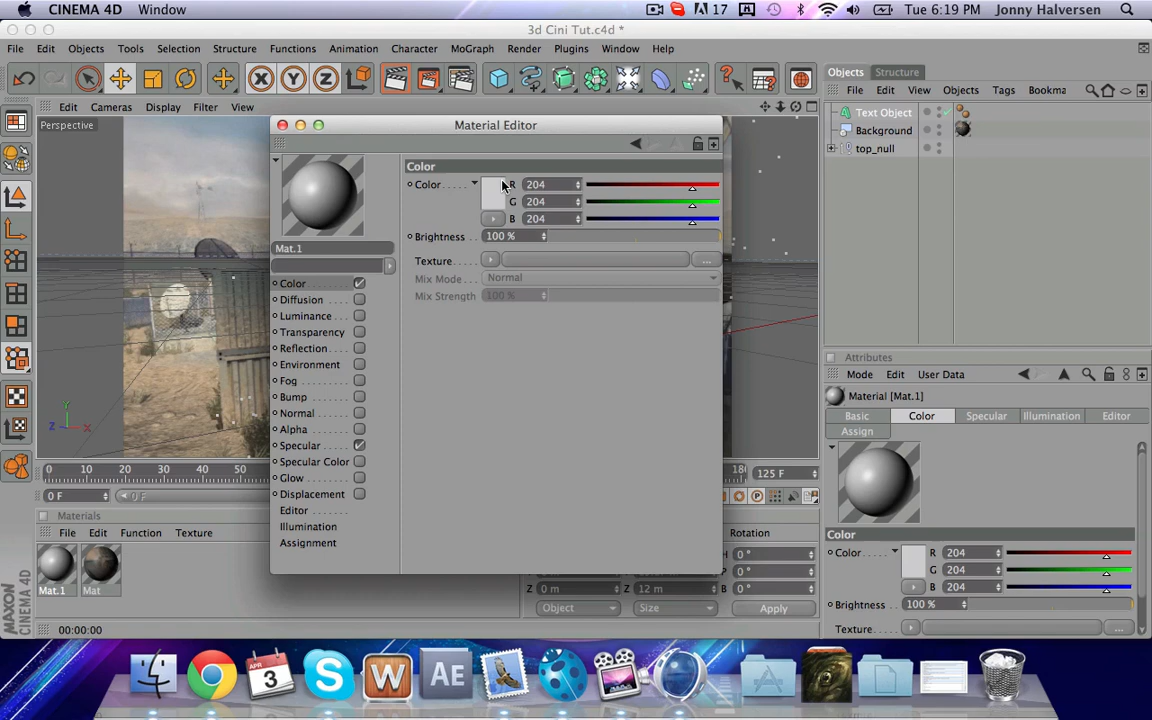 CINEMA 4D Window 17 Tue 6:19 PM Jonny Halversen
3d Cini Tut.c4d *
File Edit Objects Tools Selection Structure Functions Animation Character MoGraph Render Plugins Window Help
Objects Structure
File Edit View Objects Tags Bookma
Text Object
Background
top_null
Edit Cameras Display Filter View
Perspective
Material Editor
Color
Color R 204
G 204
B 204
Brightness 100 %
Texture ...
Mix Mode Normal
Mix Strength 100 %
Mat.1
Color
Diffusion
Luminance
Transparency
Reflection
Environment
Fog
Bump
Normal
Alpha
Specular
Specular Color
Glow
Displacement
Editor
Illumination
Assignment
Y
Z X
0 10 20 30 40 50 18 125 F
0 F 0 F
Materials
File Edit Function Texture
Mat.1 Mat
Rotation
H 0 °
P 0 °
Z 0 m Z 12 m B 0 °
Object Size Apply
00:00:00
MAXON
CINEMA 4D
Attributes
Mode Edit User Data
Material [Mat.1]
Basic Color Specular Illumination Editor
Assign
Color
Color R 204
G 204
B 204
Brightness 100 %
Texture ...
APR
3
S W AE